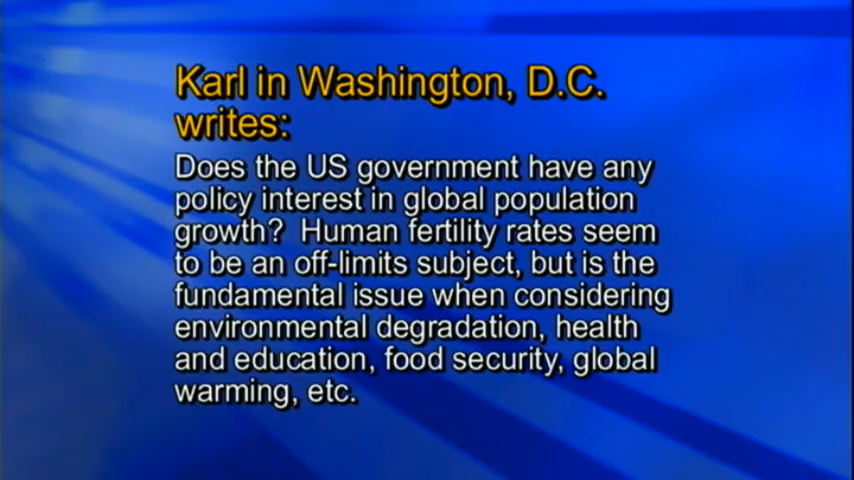 Karl in Washington, D.C.
writes:
Does the US government have any
policy interest in global population
growth?  Human fertility rates seem
to be an off-limits subject, but is the
fundamental issue when considering
environmental degradation, health
and education, food security, global
warming, etc.